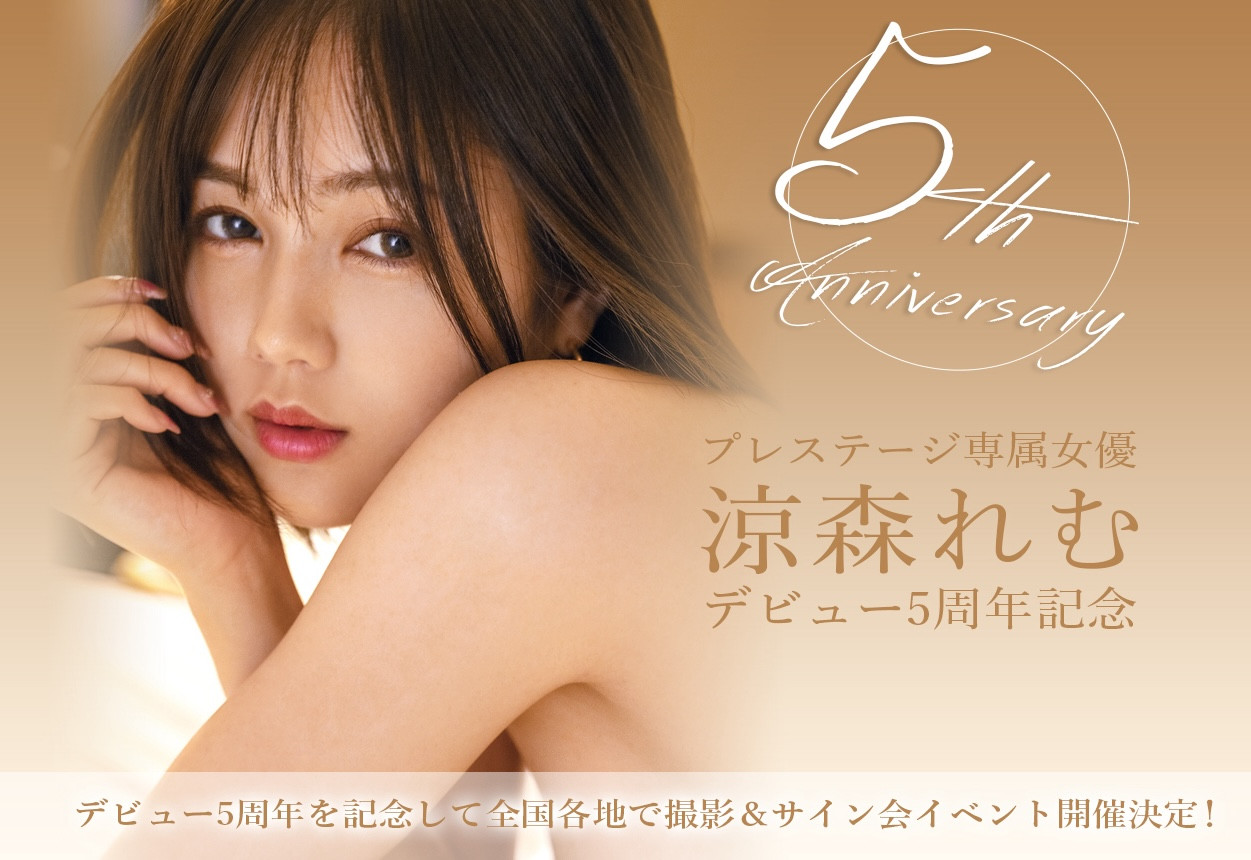 5th
Anniversary
プレステージ専属女優
涼森れむ
デビュー5周年記念
デビュー5周年を記念して全国各地で撮影＆サイン会イベント開催決定！